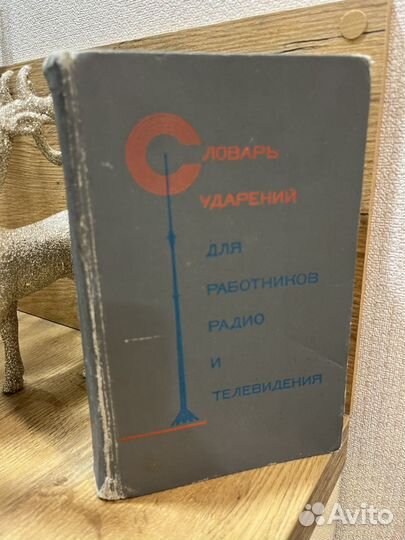 Словарь
ударений
для
работников
радио
и
телевидения
Avito